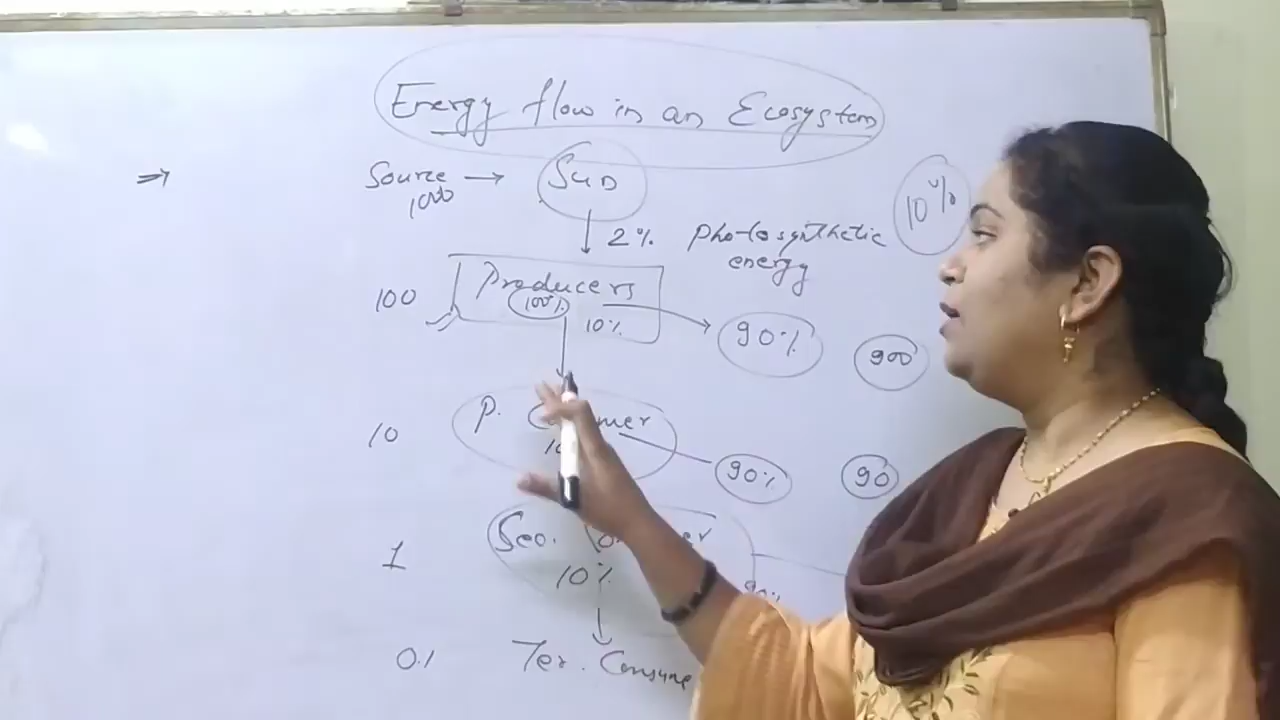 Energy flow in an Ecosystem
⇒ Source → Sun 10%
1000
2% Photosynthetic
energy
Producers
100 100% 10% 90% 900
P.
10 90% 90
Sec.
1 10% 90%
0.1 Ter. Consume